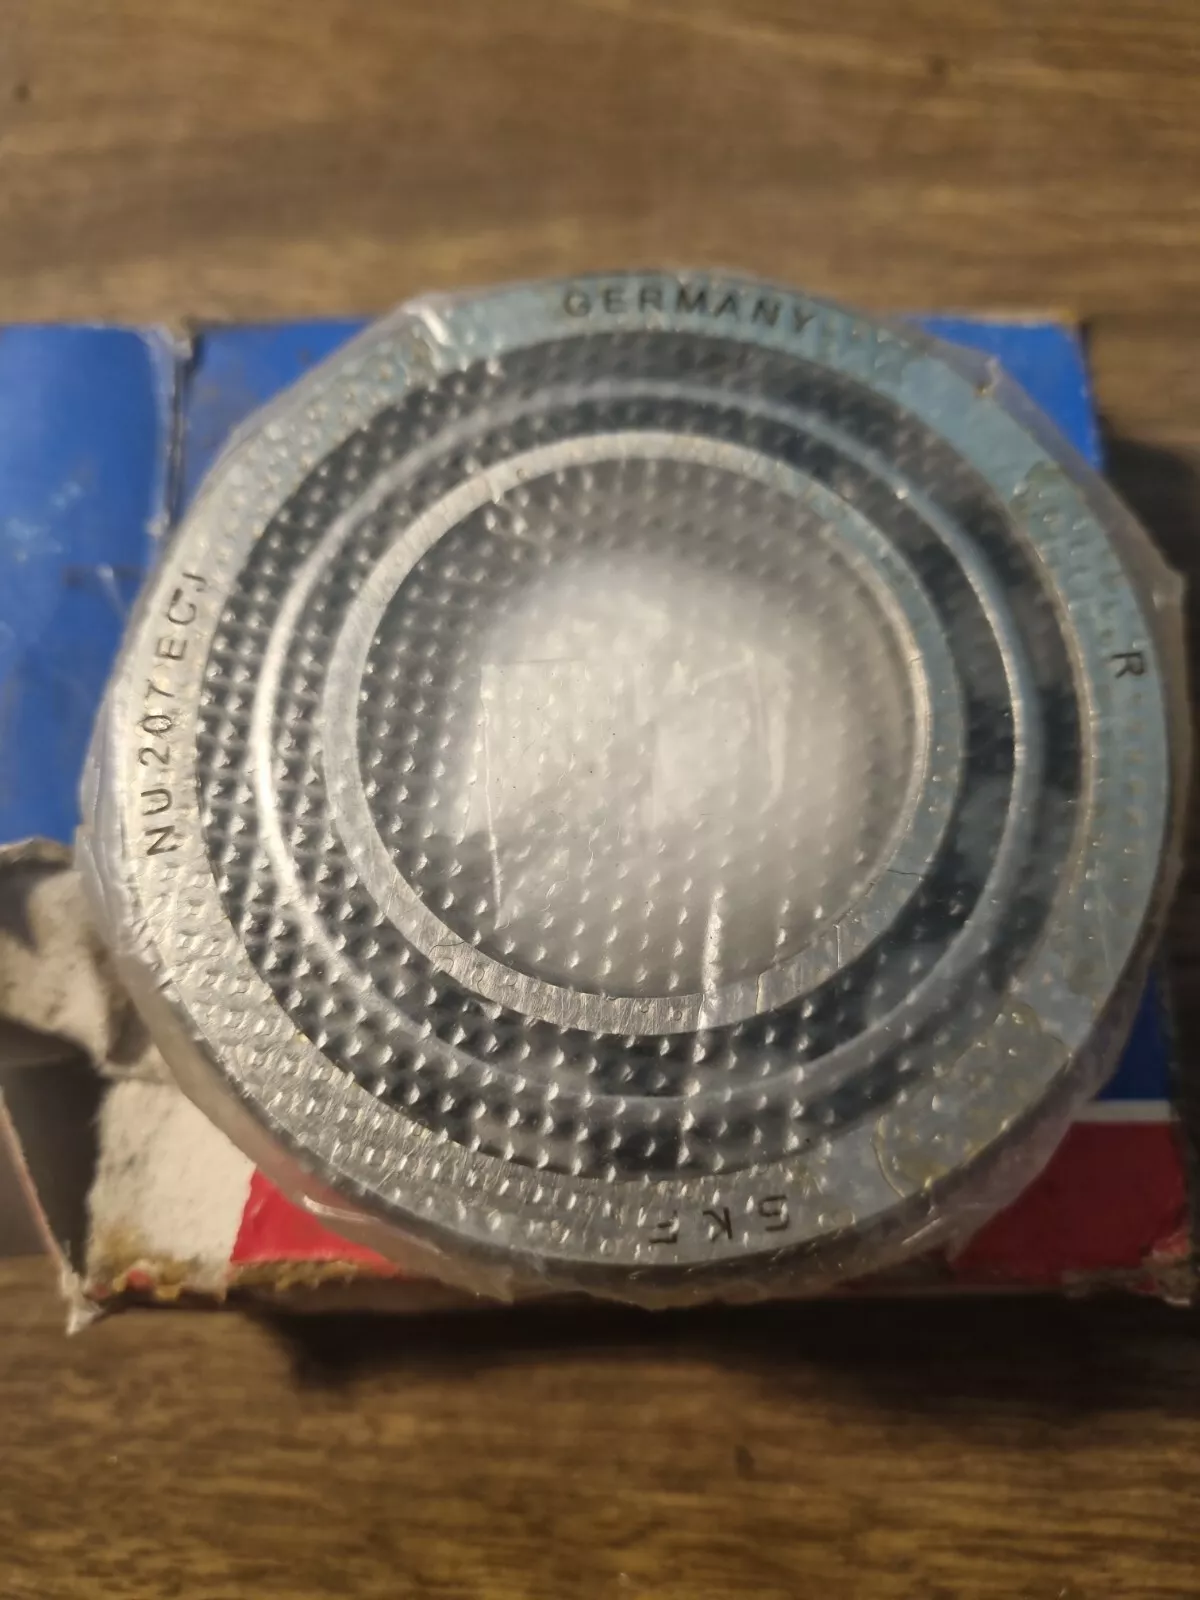 GERMANY
R
SKF
NU 207 ECJ